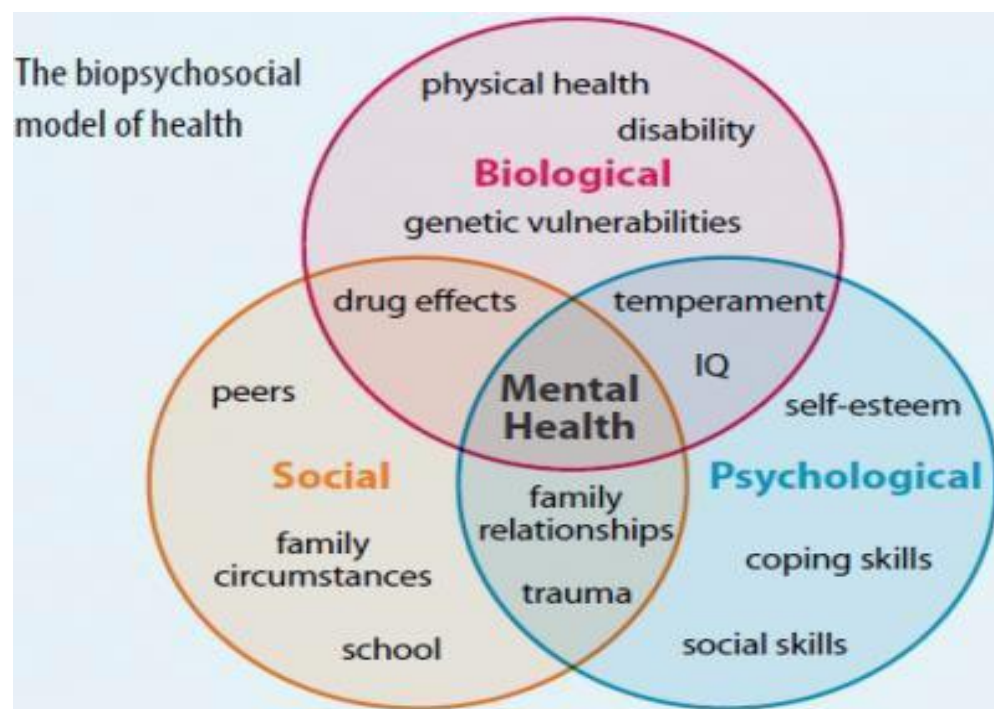 The biopsychosocial
model of health
physical health
disability
Biological
genetic vulnerabilities
drug effects
temperament
IQ
peers
Mental
Health
self-esteem
Social
Psychological
family
relationships
family
circumstances
coping skills
trauma
school
social skills